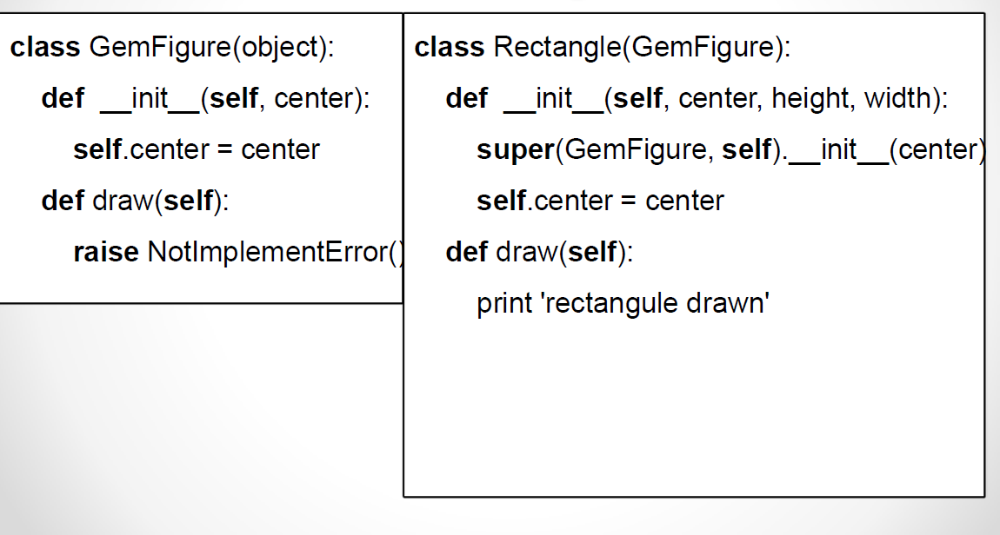 class GemFigure(object):
def __init__(self, center):
self.center = center
def draw(self):
raise NotImplementError()
class Rectangle(GemFigure):
def __init__(self, center, height, width):
super(GemFigure, self).__init__(center)
self.center = center
def draw(self):
print 'rectangule drawn'